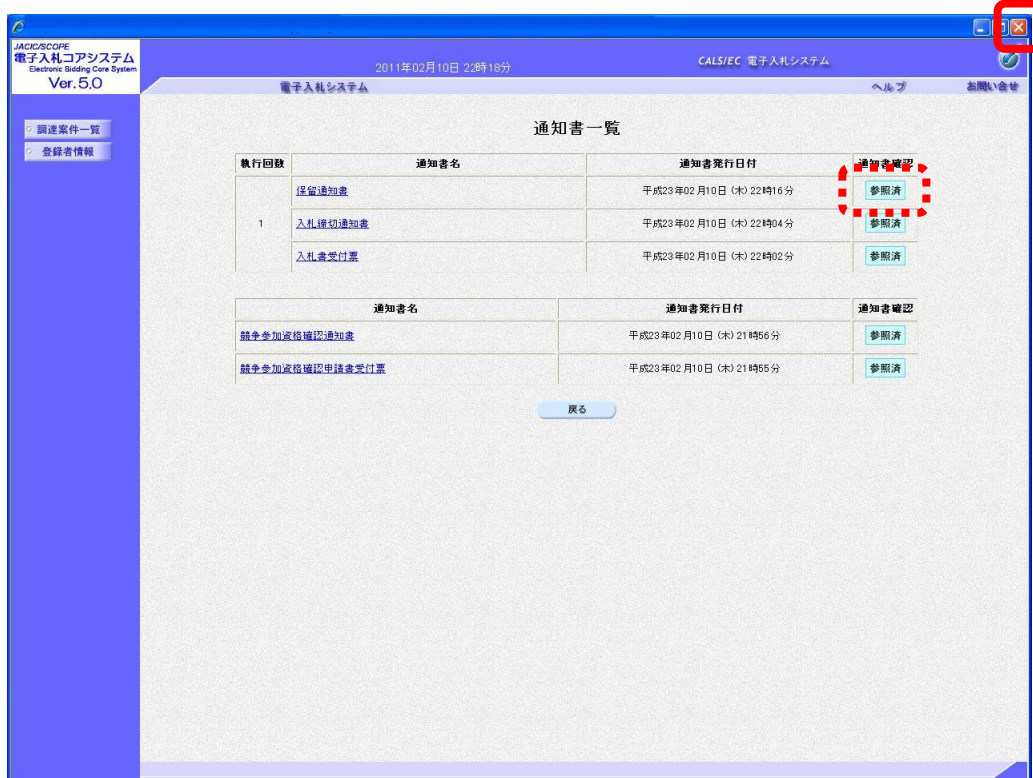 JACIC/SCOPE
電子入札コアシステム
Electronic Bidding Core System
Ver.5.0
2011年02月10日 22時18分
CALS/EC 電子入札システム
電子入札システム
ヘルプ
お問い合せ
調達案件一覧
登録者情報
通知書一覧
執行回数 通知書名 通知書発行日付 通知書確認
1
保留通知書 平成23年02月10日 (木) 22時16分 参照済
入札締切通知書 平成23年02月10日 (木) 22時04分 参照済
入札書受付票 平成23年02月10日 (木) 22時02分 参照済
通知書名 通知書発行日付 通知書確認
競争参加資格確認通知書 平成23年02月10日 (木) 21時56分 参照済
競争参加資格確認申請書受付票 平成23年02月10日 (木) 21時55分 参照済
戻る